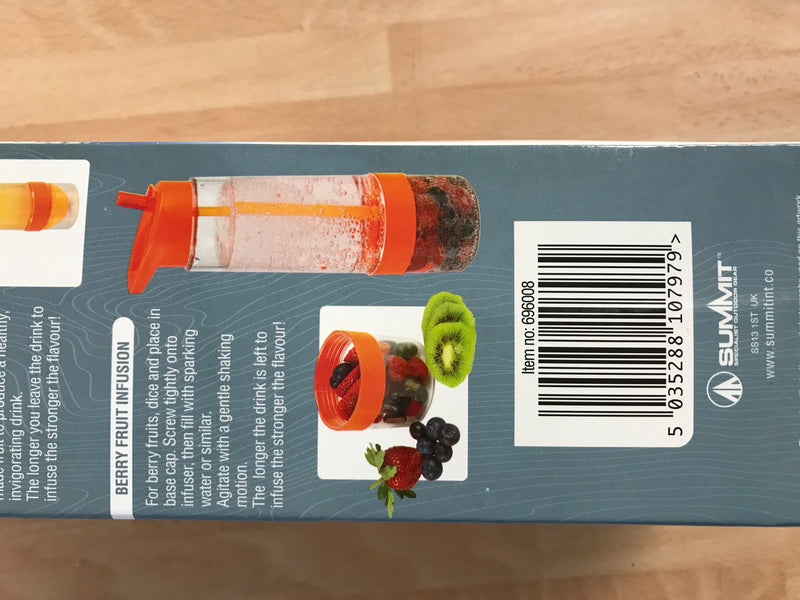 invigorating drink.
The longer you leave the drink to
infuse the stronger the flavour!
BERRY FRUIT INFUSION
For berry fruits, dice and place in
base cap. Screw tightly onto
infuser, then fill with sparking
water or similar.
Agitate with a gentle shaking
motion.
The longer the drink is left to
infuse the stronger the flavour!
Item no: 696008
5 035288 107979 >
SUMMIT™
SPECIALIST OUTDOOR GEAR
SS13 1ST UK
www.summitint.co